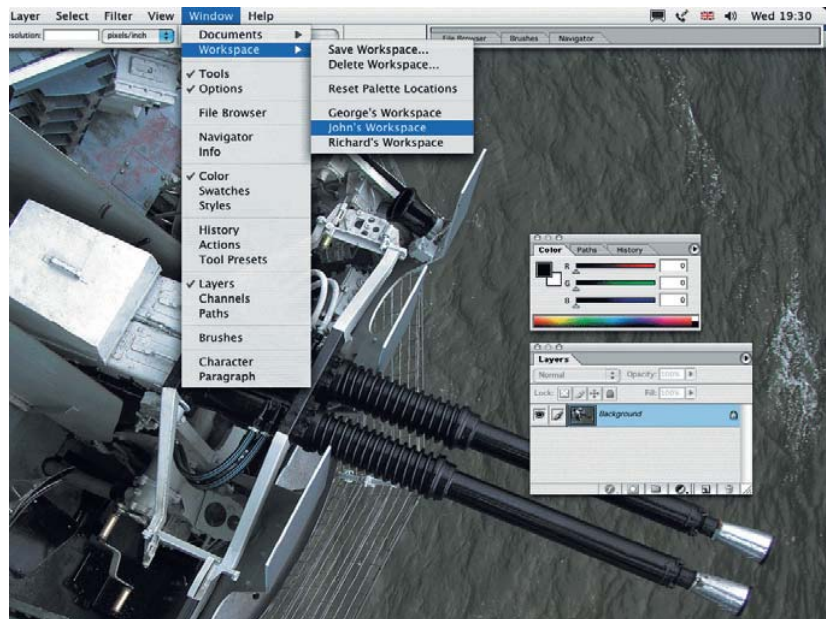 Layer Select Filter View Window Help Wed 19:30
esolution: pixels/inch
File Browser Brushes Navigator
Documents
Workspace
Tools
Options
File Browser
Navigator
Info
Color
Swatches
Styles
History
Actions
Tool Presets
Layers
Channels
Paths
Brushes
Character
Paragraph
Save Workspace...
Delete Workspace...
Reset Palette Locations
George's Workspace
John's Workspace
Richard's Workspace
Color Paths History
R 0
G 0
B 0
Layers
Normal Opacity: 100%
Lock: Fill: 100%
Background